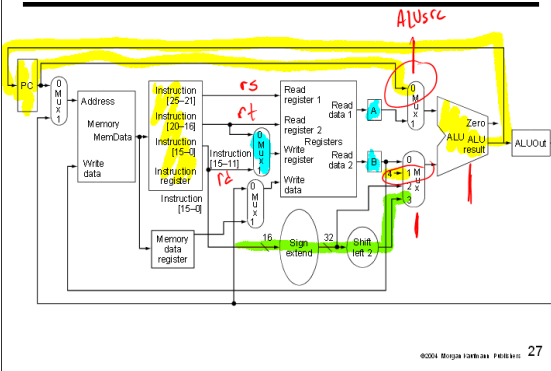 ALUsrc
PC
0
M
u
x
1
Address
Memory
MemData
Write
data
Instruction
[25–21]
Instruction
[20–16]
Instruction
[15–0]
Instruction
register
Instruction
[15–0]
Memory
data
register
rs
rt
rd
Instruction
[15–11]
0
M
u
x
1
0
M
u
x
1
Read
register 1
Read
register 2
Registers
Write
register
Write
data
Read
data 1
Read
data 2
16
Sign
extend
32
Shift
left 2
A
B
4
0
M
u
x
1
0
1
M
u
x
2
3
Zero
ALU
ALU
result
ALUOut
©2004 Morgan Kaufmann Publishers
27